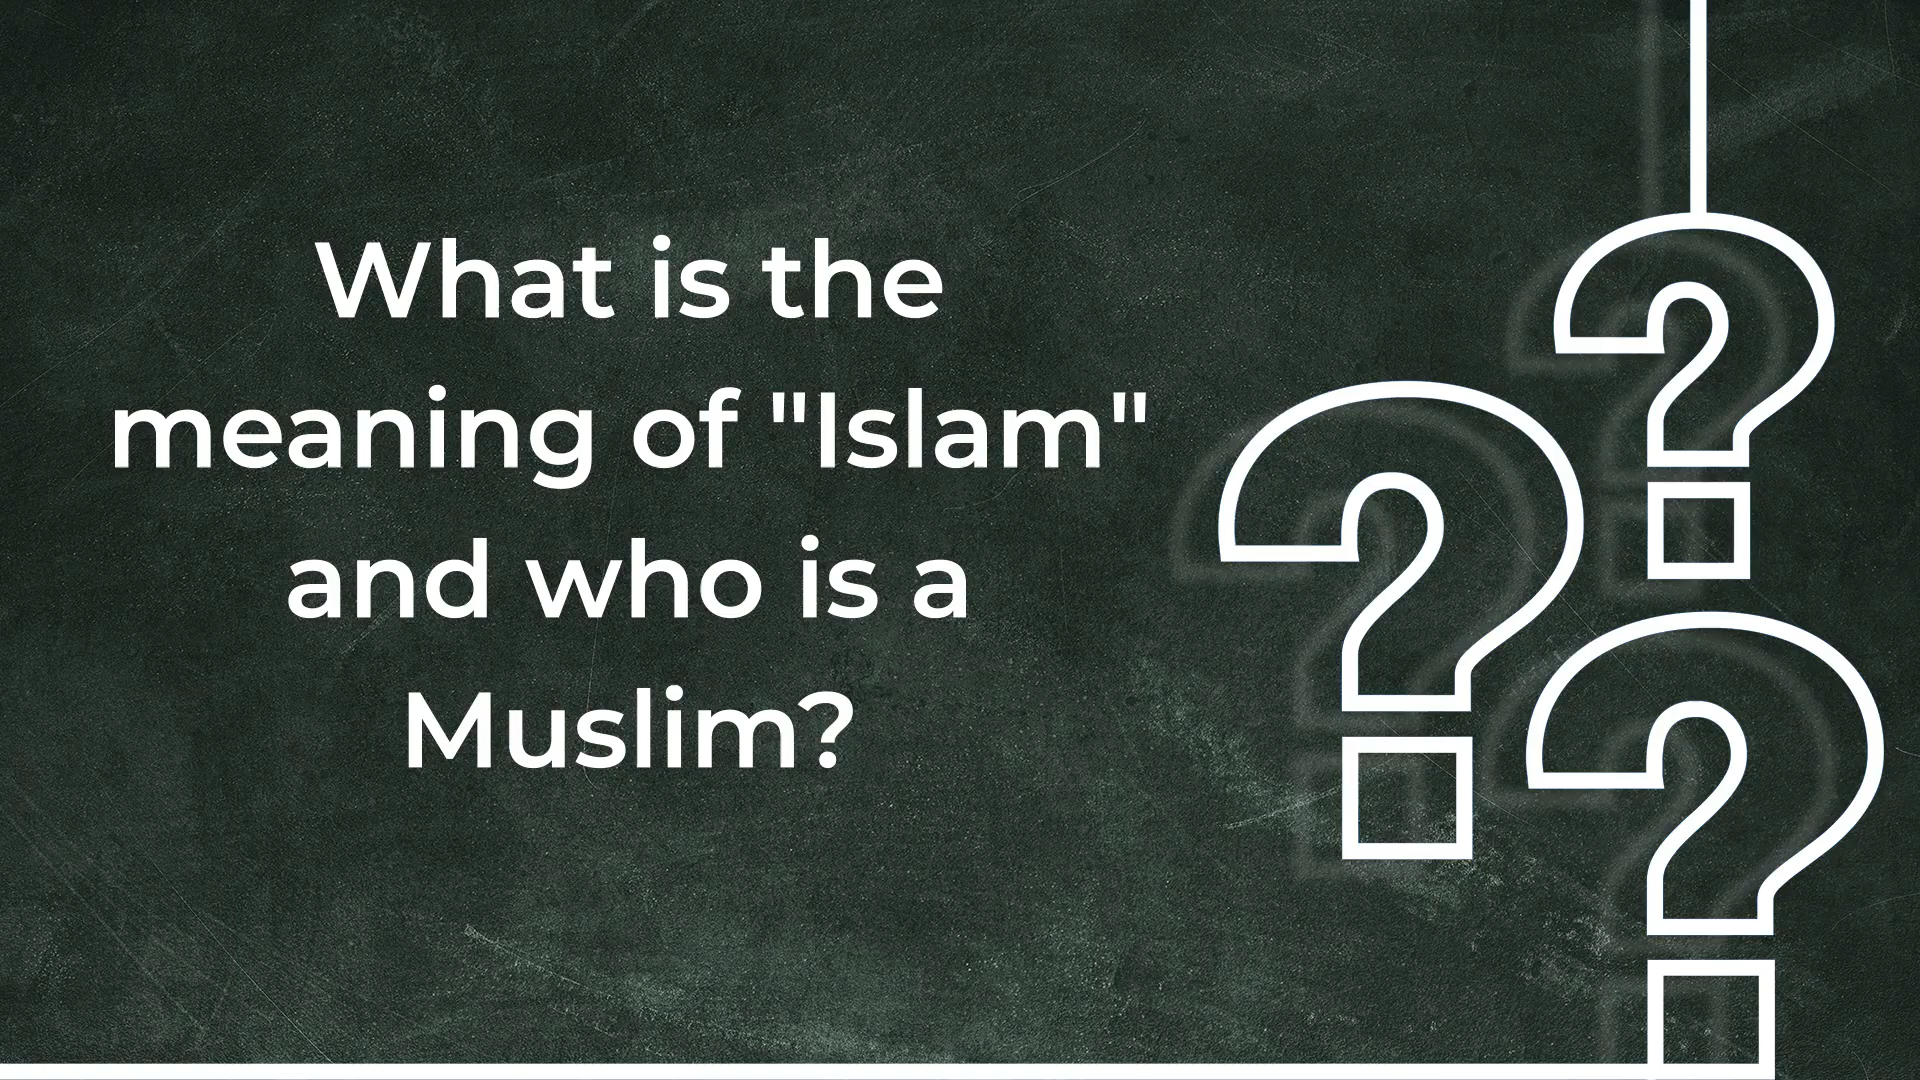 What is the
meaning of "Islam"
and who is a
Muslim?